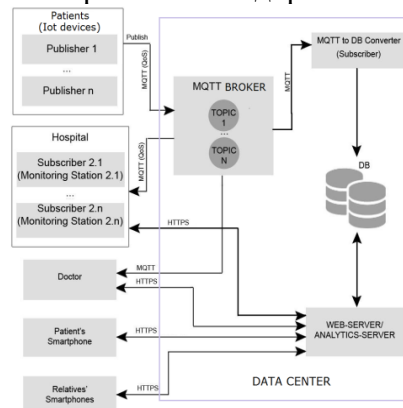 Patients
(Iot devices)
Publisher 1
...
Publisher n
Publish
MQTT (QoS)
MQTT BROKER
TOPIC
1
...
TOPIC
N
MQTT
MQTT to DB Converter
(Subscriber)
DB
Hospital
Subscriber 2.1
(Monitoring Station 2.1)
...
Subscriber 2.n
(Monitoring Station 2.n)
MQTT (QoS)
HTTPS
Doctor
MQTT
HTTPS
Patient's
Smartphone
HTTPS
WEB-SERVER/
ANALYTICS-SERVER
Relatives'
Smartphones
HTTPS
DATA CENTER